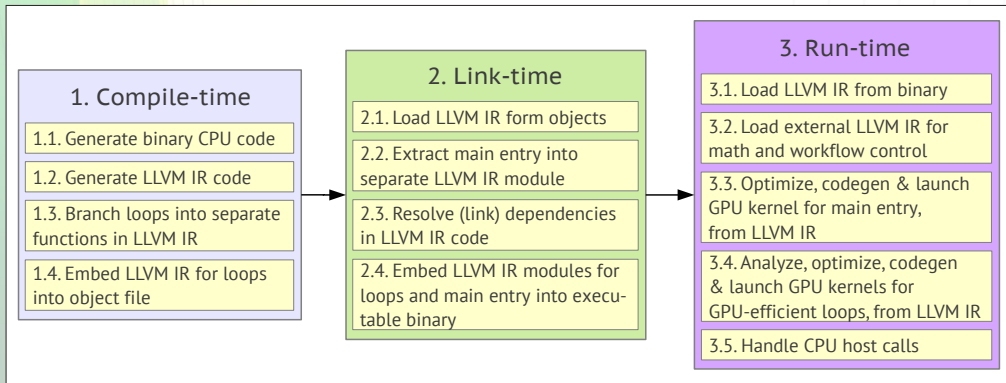 1. Compile-time
1.1. Generate binary CPU code
1.2. Generate LLVM IR code
1.3. Branch loops into separate
functions in LLVM IR
1.4. Embed LLVM IR for loops
into object file
2. Link-time
2.1. Load LLVM IR form objects
2.2. Extract main entry into
separate LLVM IR module
2.3. Resolve (link) dependencies
in LLVM IR code
2.4. Embed LLVM IR modules for
loops and main entry into execu-
table binary
3. Run-time
3.1. Load LLVM IR from binary
3.2. Load external LLVM IR for
math and workflow control
3.3. Optimize, codegen & launch
GPU kernel for main entry,
from LLVM IR
3.4. Analyze, optimize, codegen
& launch GPU kernels for
GPU-efficient loops, from LLVM IR
3.5. Handle CPU host calls